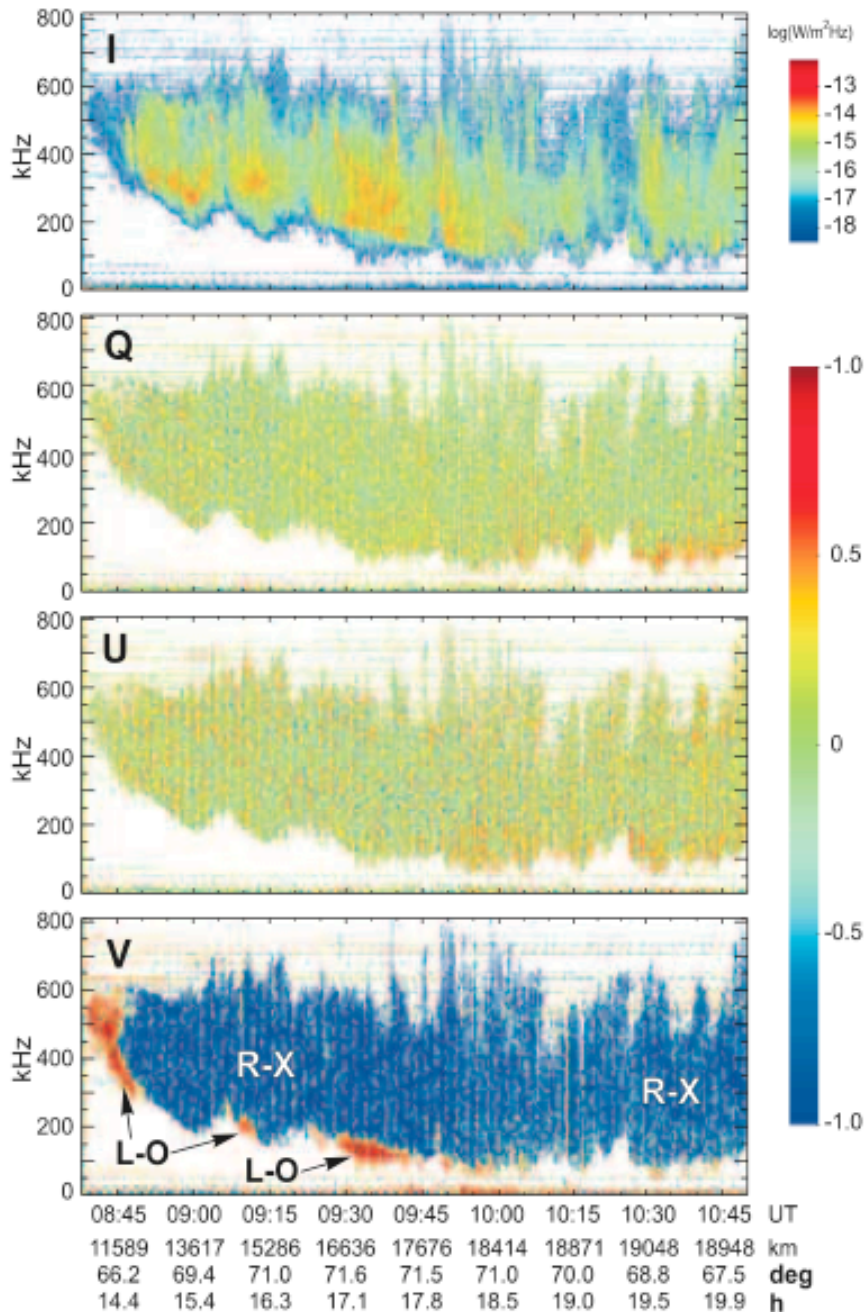 I
kHz
800
600
400
200
0
log(W/m²Hz)
-13
-14
-15
-16
-17
-18
Q
kHz
800
600
400
200
0
U
kHz
800
600
400
200
0
-1.0
0.5
0
-0.5
-1.0
V
kHz
800
600
400
200
0
R-X
R-X
L-O
L-O
08:45 09:00 09:15 09:30 09:45 10:00 10:15 10:30 10:45 UT
11589 13617 15286 16636 17676 18414 18871 19048 18948 km
66.2 69.4 71.0 71.6 71.5 71.0 70.0 68.8 67.5 deg
14.4 15.4 16.3 17.1 17.8 18.5 19.0 19.5 19.9 h